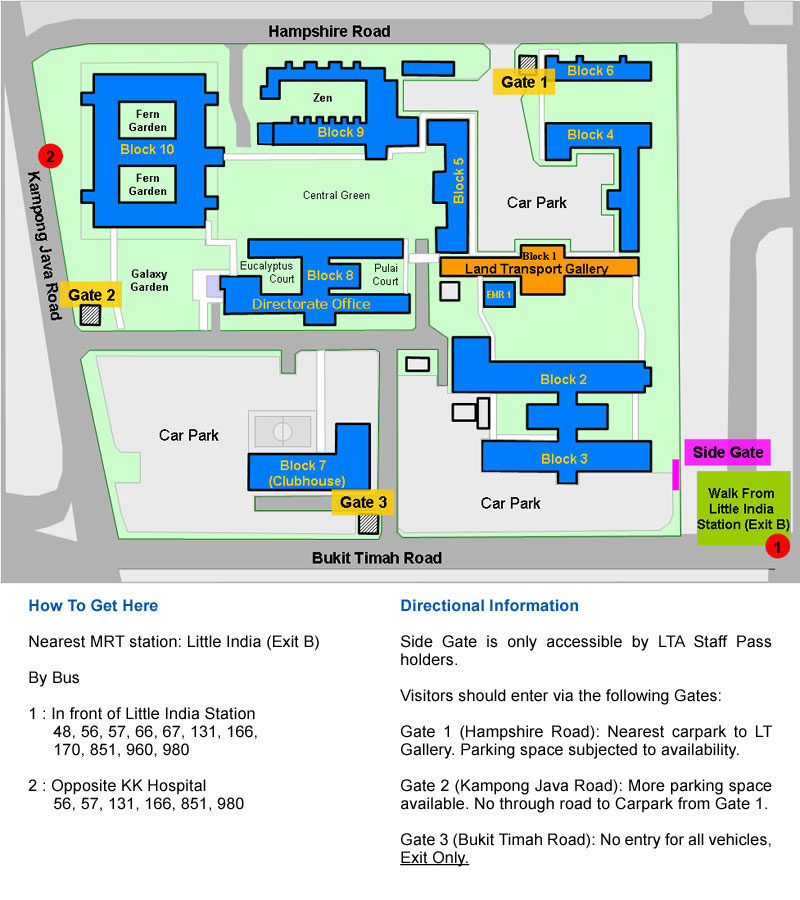 Hampshire Road
Gate 1
Block 6
Zen
Fern
Garden
Block 9
Block 4
Block 10
2
Fern
Garden
Block 5
Central Green
Car Park
Kampong Java Road
Block 1
Land Transport Gallery
Eucalyptus
Court
Block 8
Pulai
Court
Galaxy
Garden
Gate 2
EMR 1
Directorate Office
Block 2
Car Park
Block 7
(Clubhouse)
Block 3
Side Gate
Gate 3
Car Park
Walk From
Little India
Station (Exit B)
1
Bukit Timah Road
How To Get Here
Nearest MRT station: Little India (Exit B)
By Bus
1 : In front of Little India Station
48, 56, 57, 66, 67, 131, 166,
170, 851, 960, 980
2 : Opposite KK Hospital
56, 57, 131, 166, 851, 980
Directional Information
Side Gate is only accessible by LTA Staff Pass
holders.
Visitors should enter via the following Gates:
Gate 1 (Hampshire Road): Nearest carpark to LT
Gallery. Parking space subjected to availability.
Gate 2 (Kampong Java Road): More parking space
available. No through road to Carpark from Gate 1.
Gate 3 (Bukit Timah Road): No entry for all vehicles,
Exit Only.